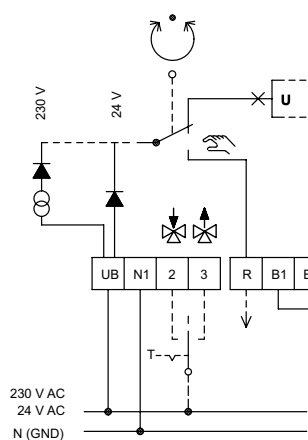 230 V
24 V
U
UB N1 2 3 R B1
T
230 V AC
24 V AC
N (GND)